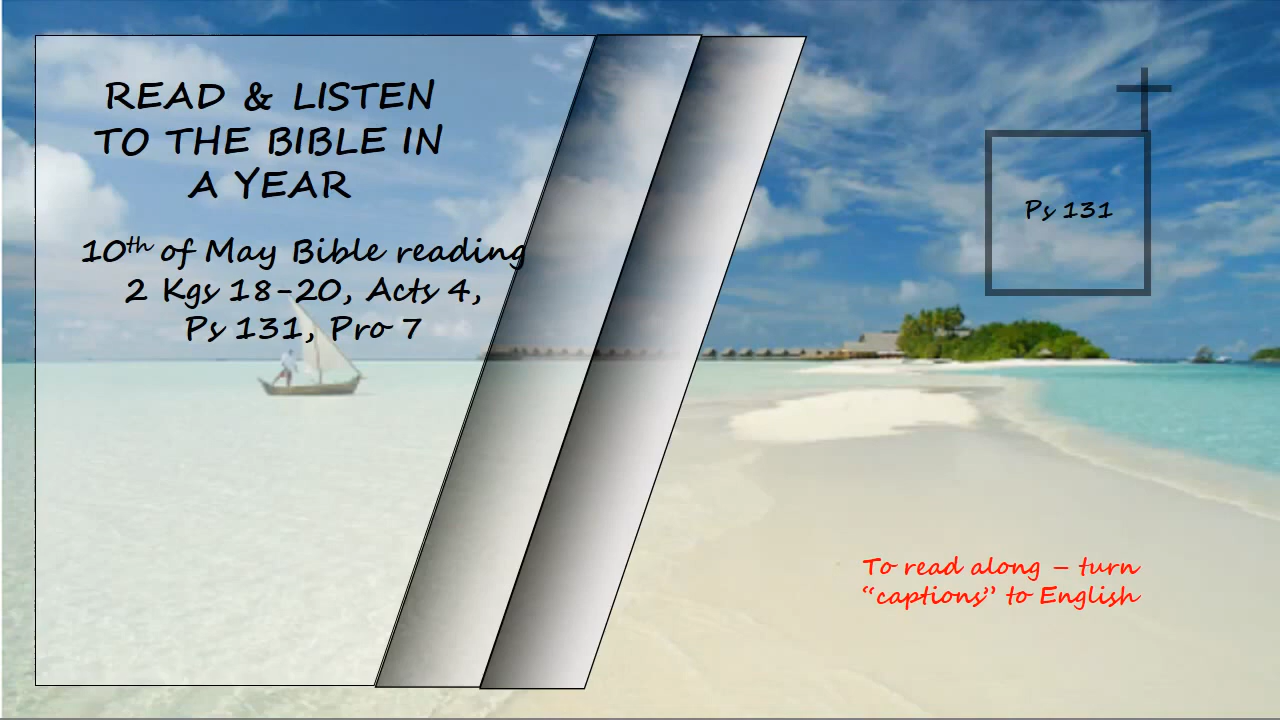 READ & LISTEN
TO THE BIBLE IN
A YEAR
10th of May Bible reading
2 Kgs 18-20, Acts 4,
Ps 131, Pro 7
Ps 131
To read along – turn
“captions” to English